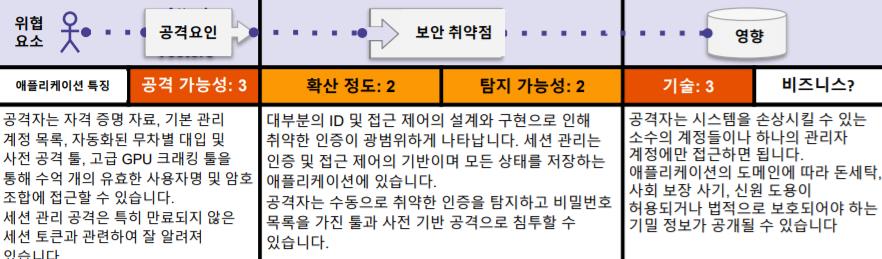 위협
요소
공격요인
보안 취약점
영향
애플리케이션 특징
공격 가능성: 3
확산 정도: 2
탐지 가능성: 2
기술: 3
비즈니스?
공격자는 자격 증명 자료, 기본 관리
계정 목록, 자동화된 무차별 대입 및
사전 공격 툴, 고급 GPU 크래킹 툴을
통해 수억 개의 유효한 사용자명 및 암호
조합에 접근할 수 있습니다.
세션 관리 공격은 특히 만료되지 않은
세션 토큰과 관련하여 잘 알려져
있습니다.
대부분의 ID 및 접근 제어의 설계와 구현으로 인해
취약한 인증이 광범위하게 나타납니다. 세션 관리는
인증 및 접근 제어의 기반이며 모든 상태를 저장하는
애플리케이션에 있습니다.
공격자는 수동으로 취약한 인증을 탐지하고 비밀번호
목록을 가진 툴과 사전 기반 공격으로 침투할 수
있습니다.
공격자는 시스템을 손상시킬 수 있는
소수의 계정들이나 하나의 관리자
계정에만 접근하면 됩니다.
애플리케이션의 도메인에 따라 돈세탁,
사회 보장 사기, 신원 도용이
허용되거나 법적으로 보호되어야 하는
기밀 정보가 공개될 수 있습니다